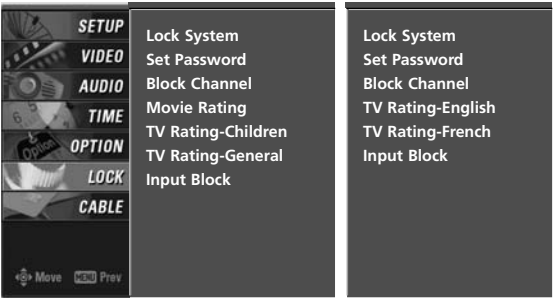 SETUP
VIDEO
AUDIO
TIME
OPTION
Option
LOCK
CABLE
Move MENU Prev
Lock System
Set Password
Block Channel
Movie Rating
TV Rating-Children
TV Rating-General
Input Block
Lock System
Set Password
Block Channel
TV Rating-English
TV Rating-French
Input Block